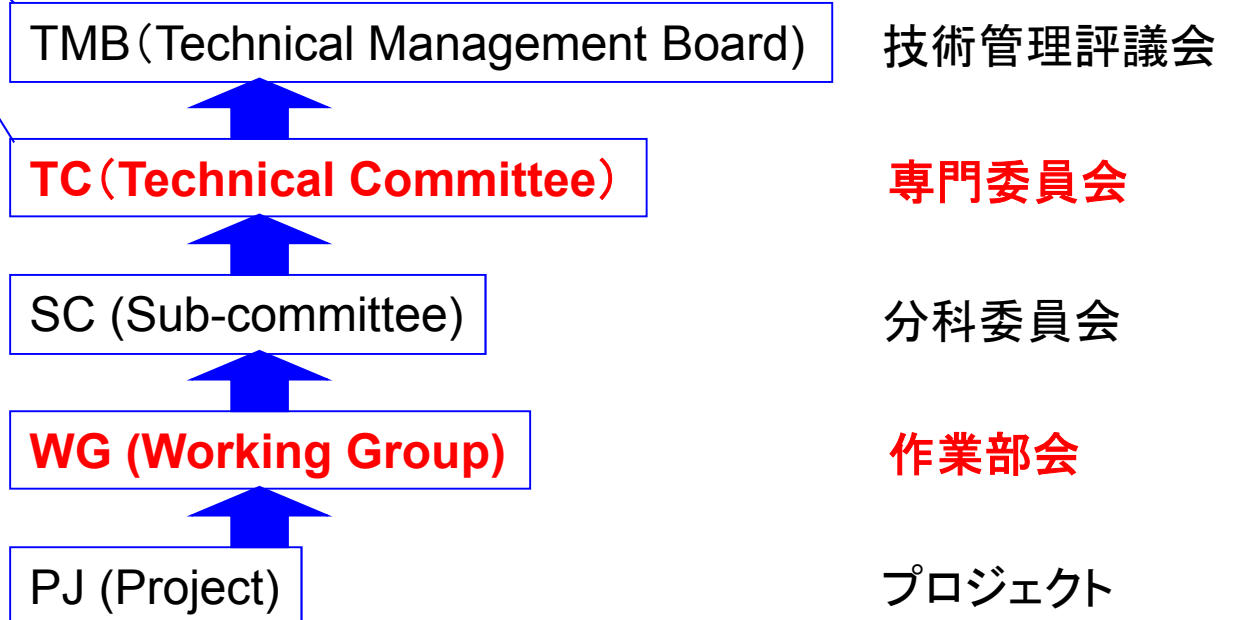 TMB（Technical Management Board) 技術管理評議会
TC（Technical Committee） 専門委員会
SC (Sub-committee) 分科委員会
WG (Working Group) 作業部会
PJ (Project) プロジェクト